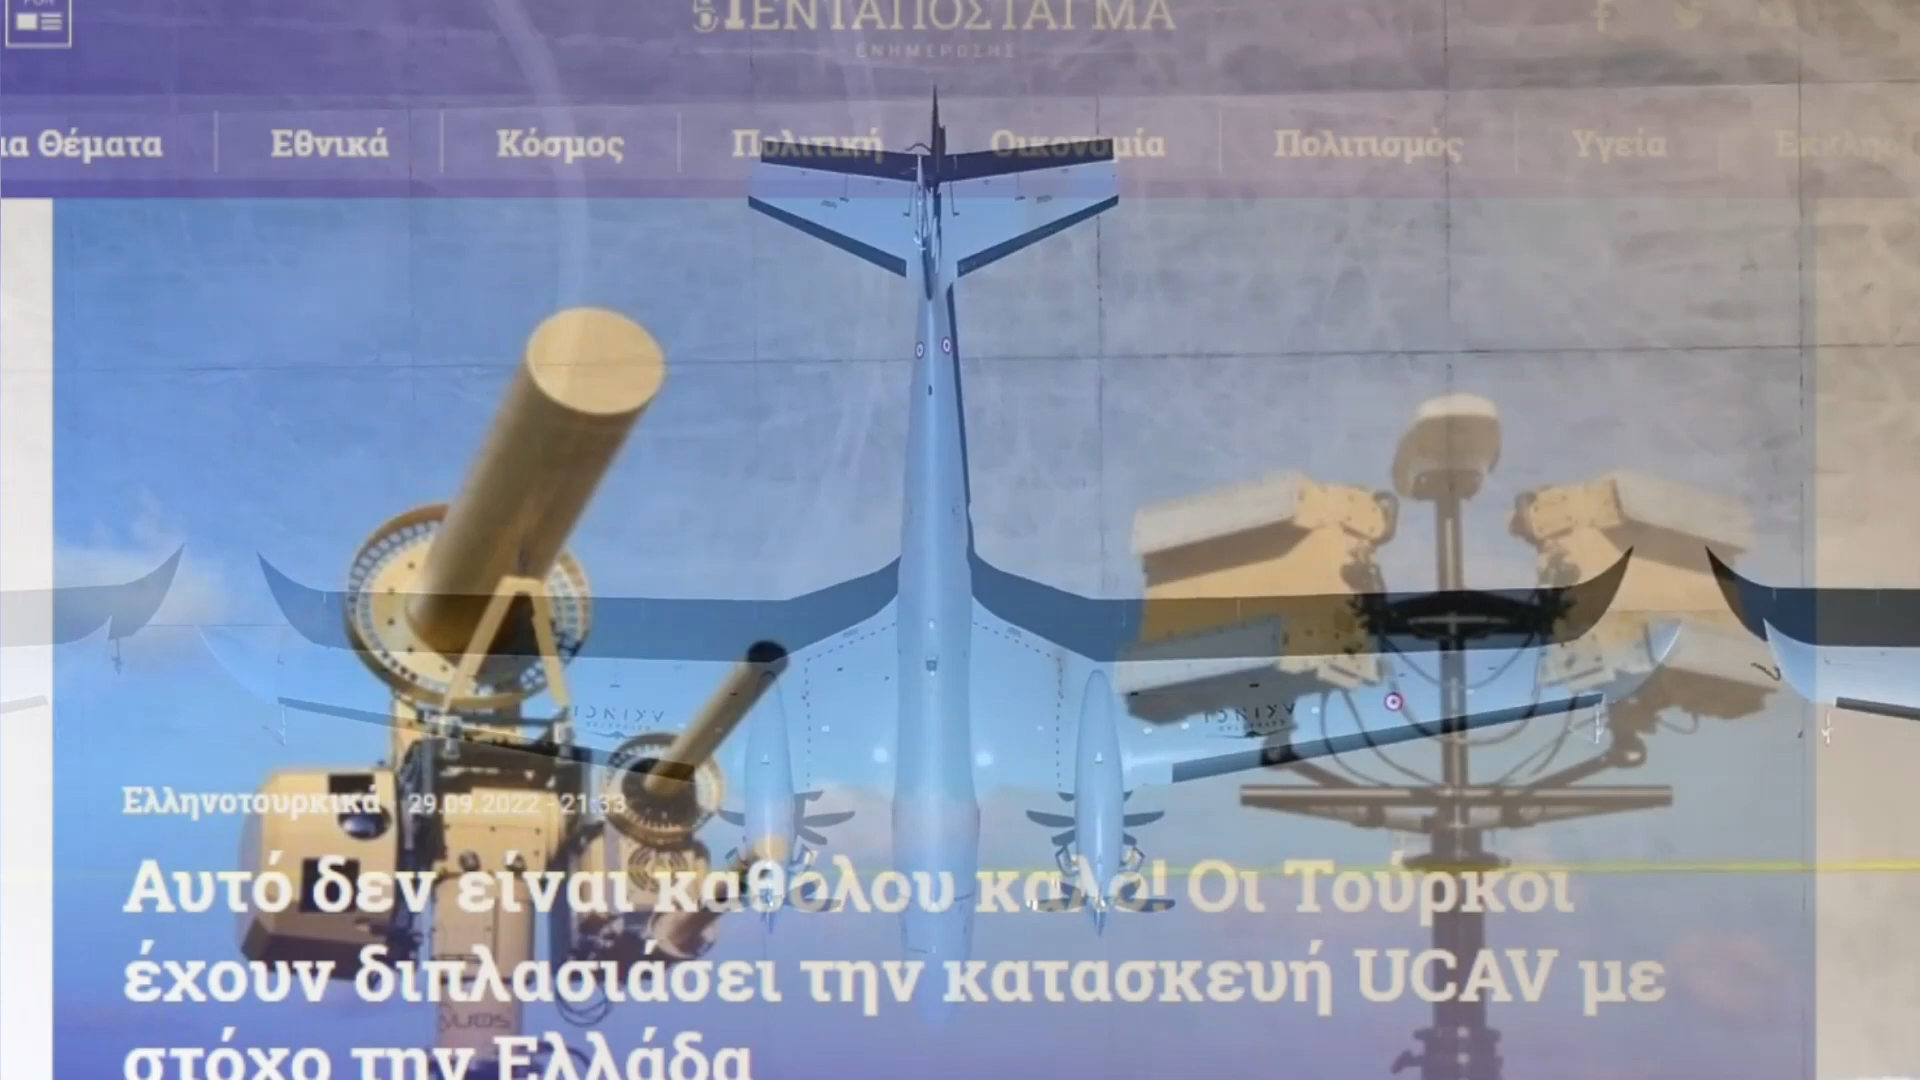 ΠΕΝΤΑΠΟΣΤΑΓΜΑ
ΕΝΗΜΕΡΩΣΗΣ
Θέματα
Εθνικά
Κόσμος
Πολιτική
Οικονομία
Πολιτισμός
Υγεία
Ελληνοτουρκικά - 29.09.2022 - 21:33
Αυτό δεν είναι καθόλου καλό! Οι Τούρκοι
έχουν διπλασιάσει την κατασκευή UCAV με
στόχο την Ελλάδα